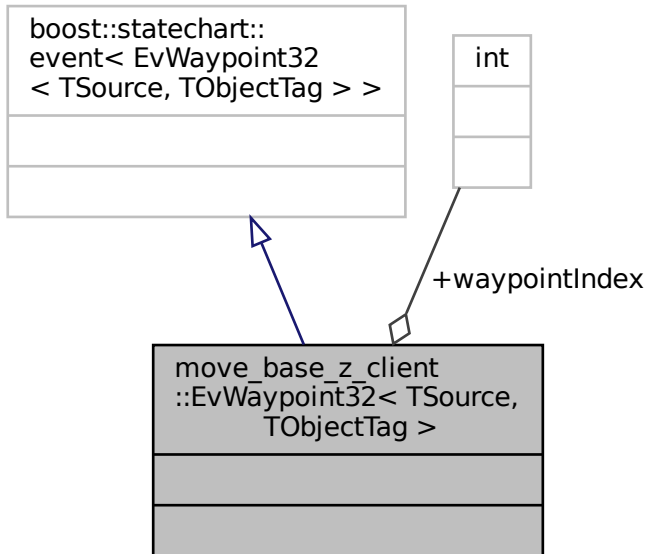 boost::statechart::
event< EvWaypoint32
< TSource, TObjectTag > >
int
+waypointIndex
move_base_z_client
::EvWaypoint32< TSource,
TObjectTag >